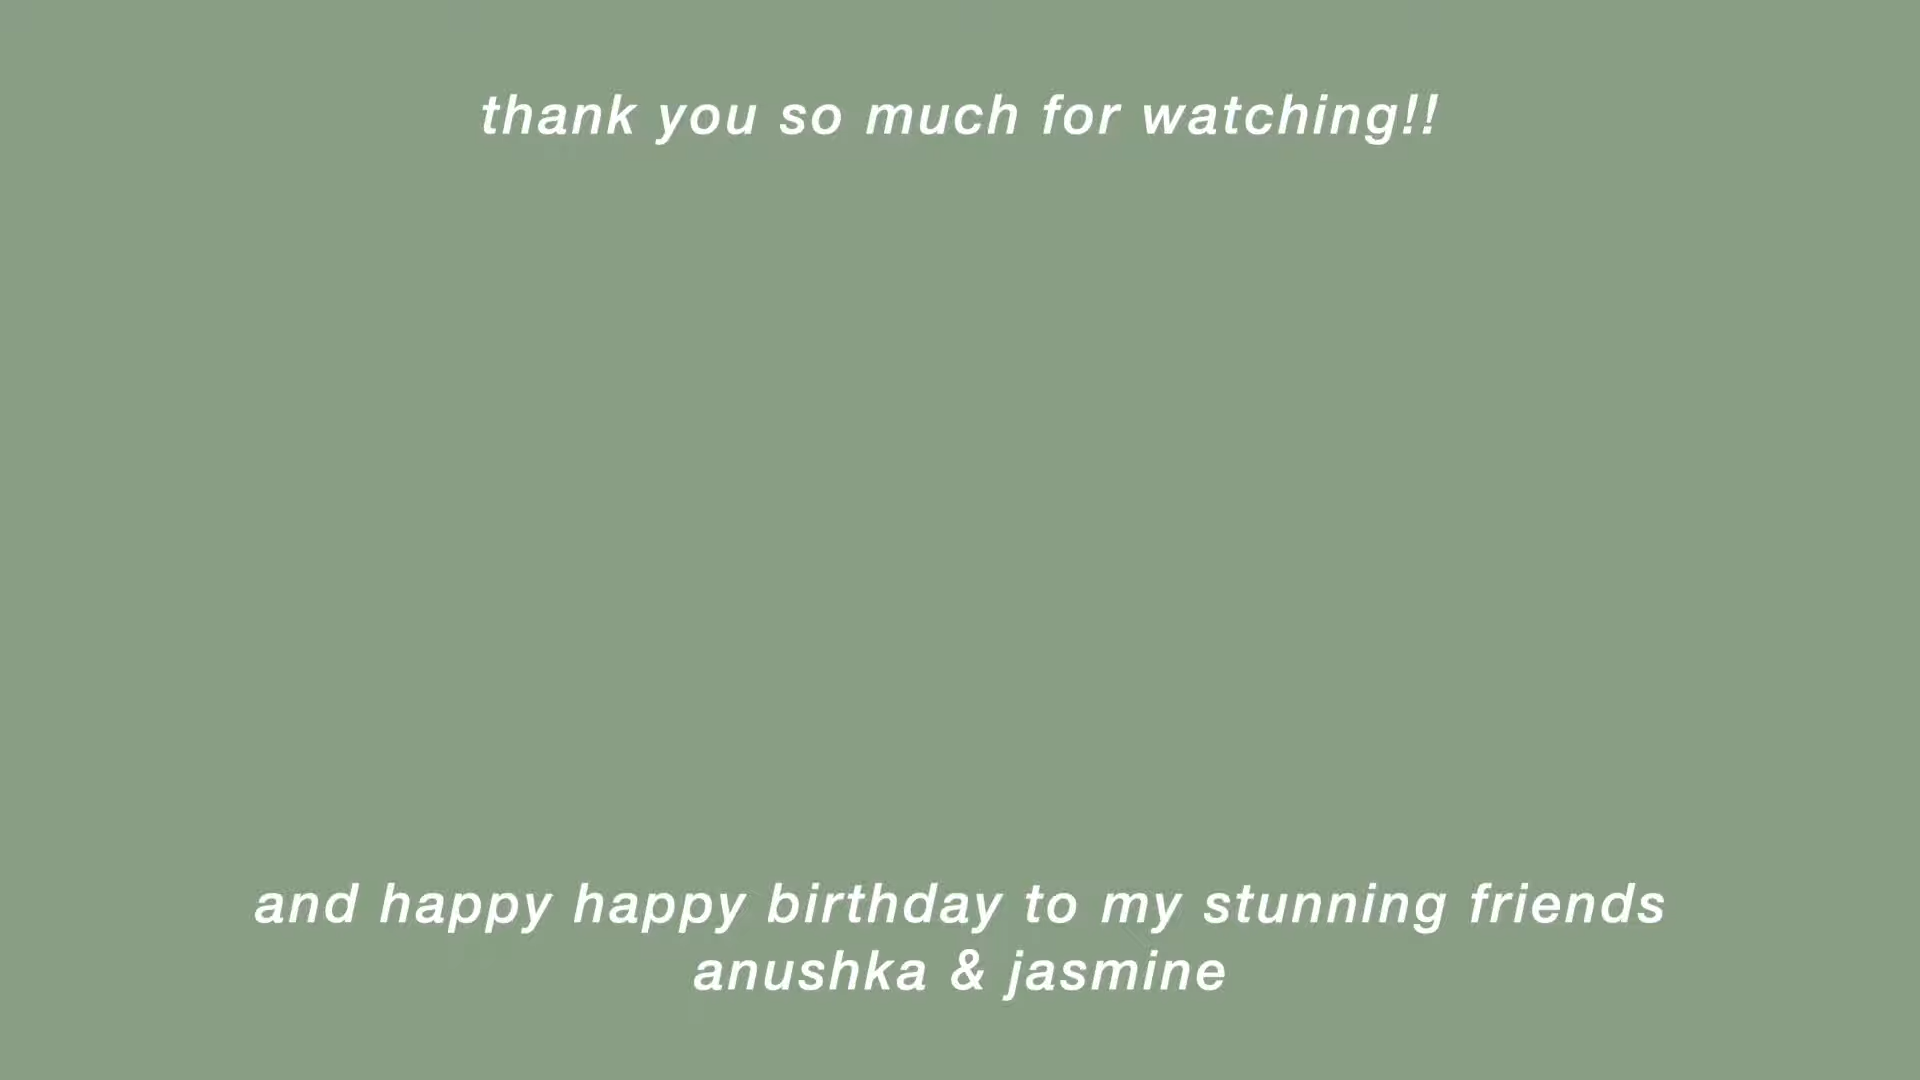 thank you so much for watching!!
and happy happy birthday to my stunning friends
anushka & jasmine